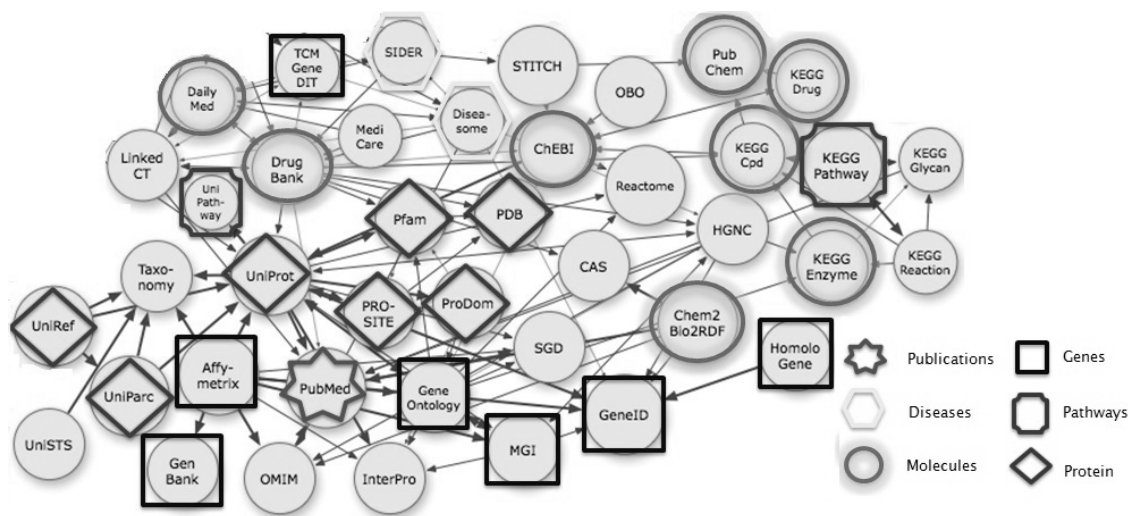 TCM
Gene
DIT
SIDER
STITCH
Pub
Chem
KEGG
Drug
Daily
Med
Medi
Care
Disea-
some
OBO
Linked
CT
Drug
Bank
ChEBI
KEGG
Cpd
KEGG
Pathway
KEGG
Glycan
Uni
Path-
way
Pfam
PDB
Reactome
HGNC
Taxo-
nomy
UniProt
CAS
KEGG
Enzyme
KEGG
Reaction
UniRef
PRO-
SITE
ProDom
Chem2
Bio2RDF
UniParc
Affy-
metrix
PubMed
Gene
Ontology
SGD
Homolo
Gene
UniSTS
Gen
Bank
OMIM
InterPro
MGI
GeneID
Publications
Genes
Diseases
Pathways
Molecules
Protein